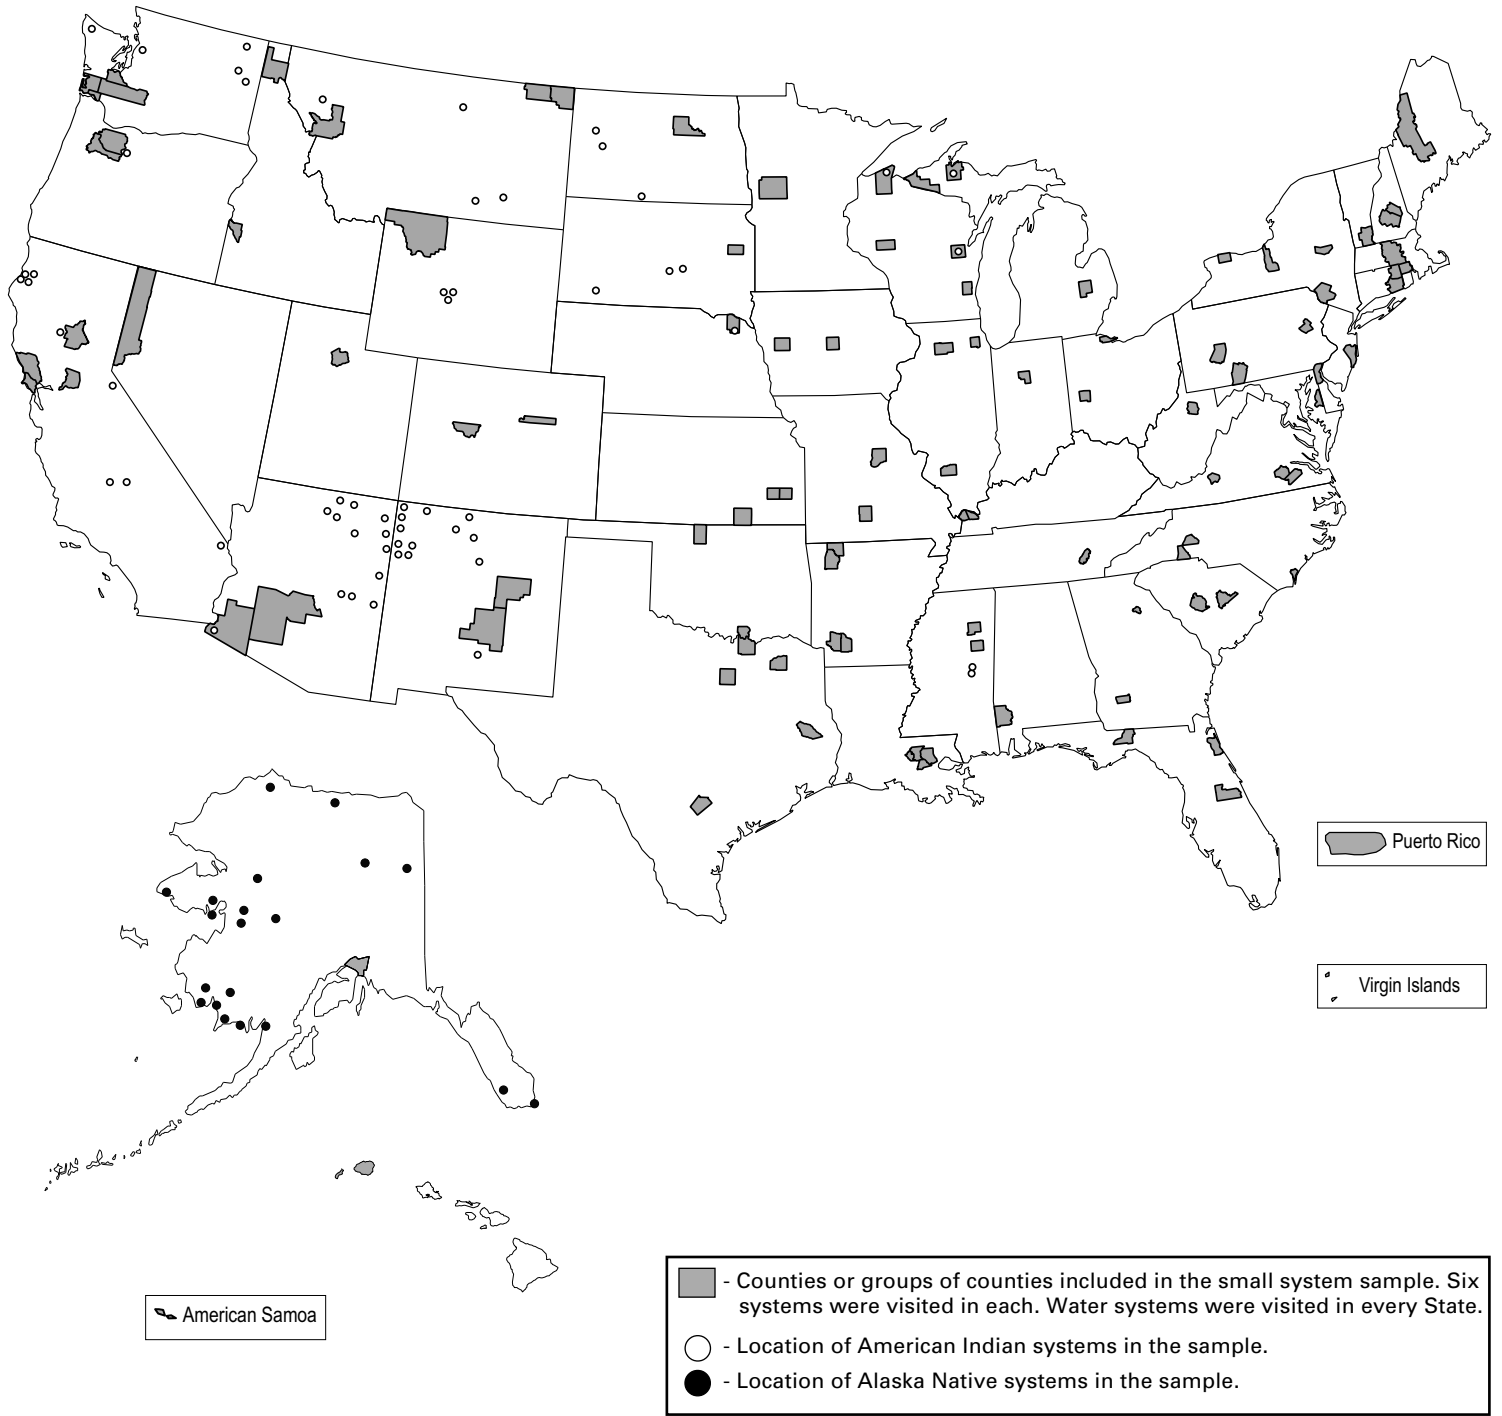 Puerto Rico
Virgin Islands
American Samoa
- Counties or groups of counties included in the small system sample. Six
systems were visited in each. Water systems were visited in every State.
- Location of American Indian systems in the sample.
- Location of Alaska Native systems in the sample.